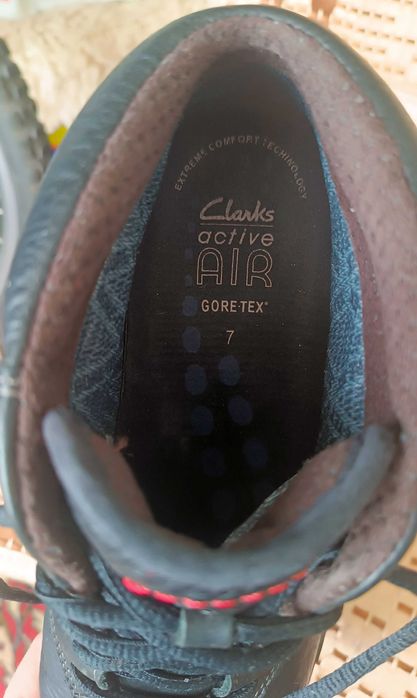 EXTREME COMFORT TECHNOLOGY
Clarks
active
AIR
GORE-TEX®
7